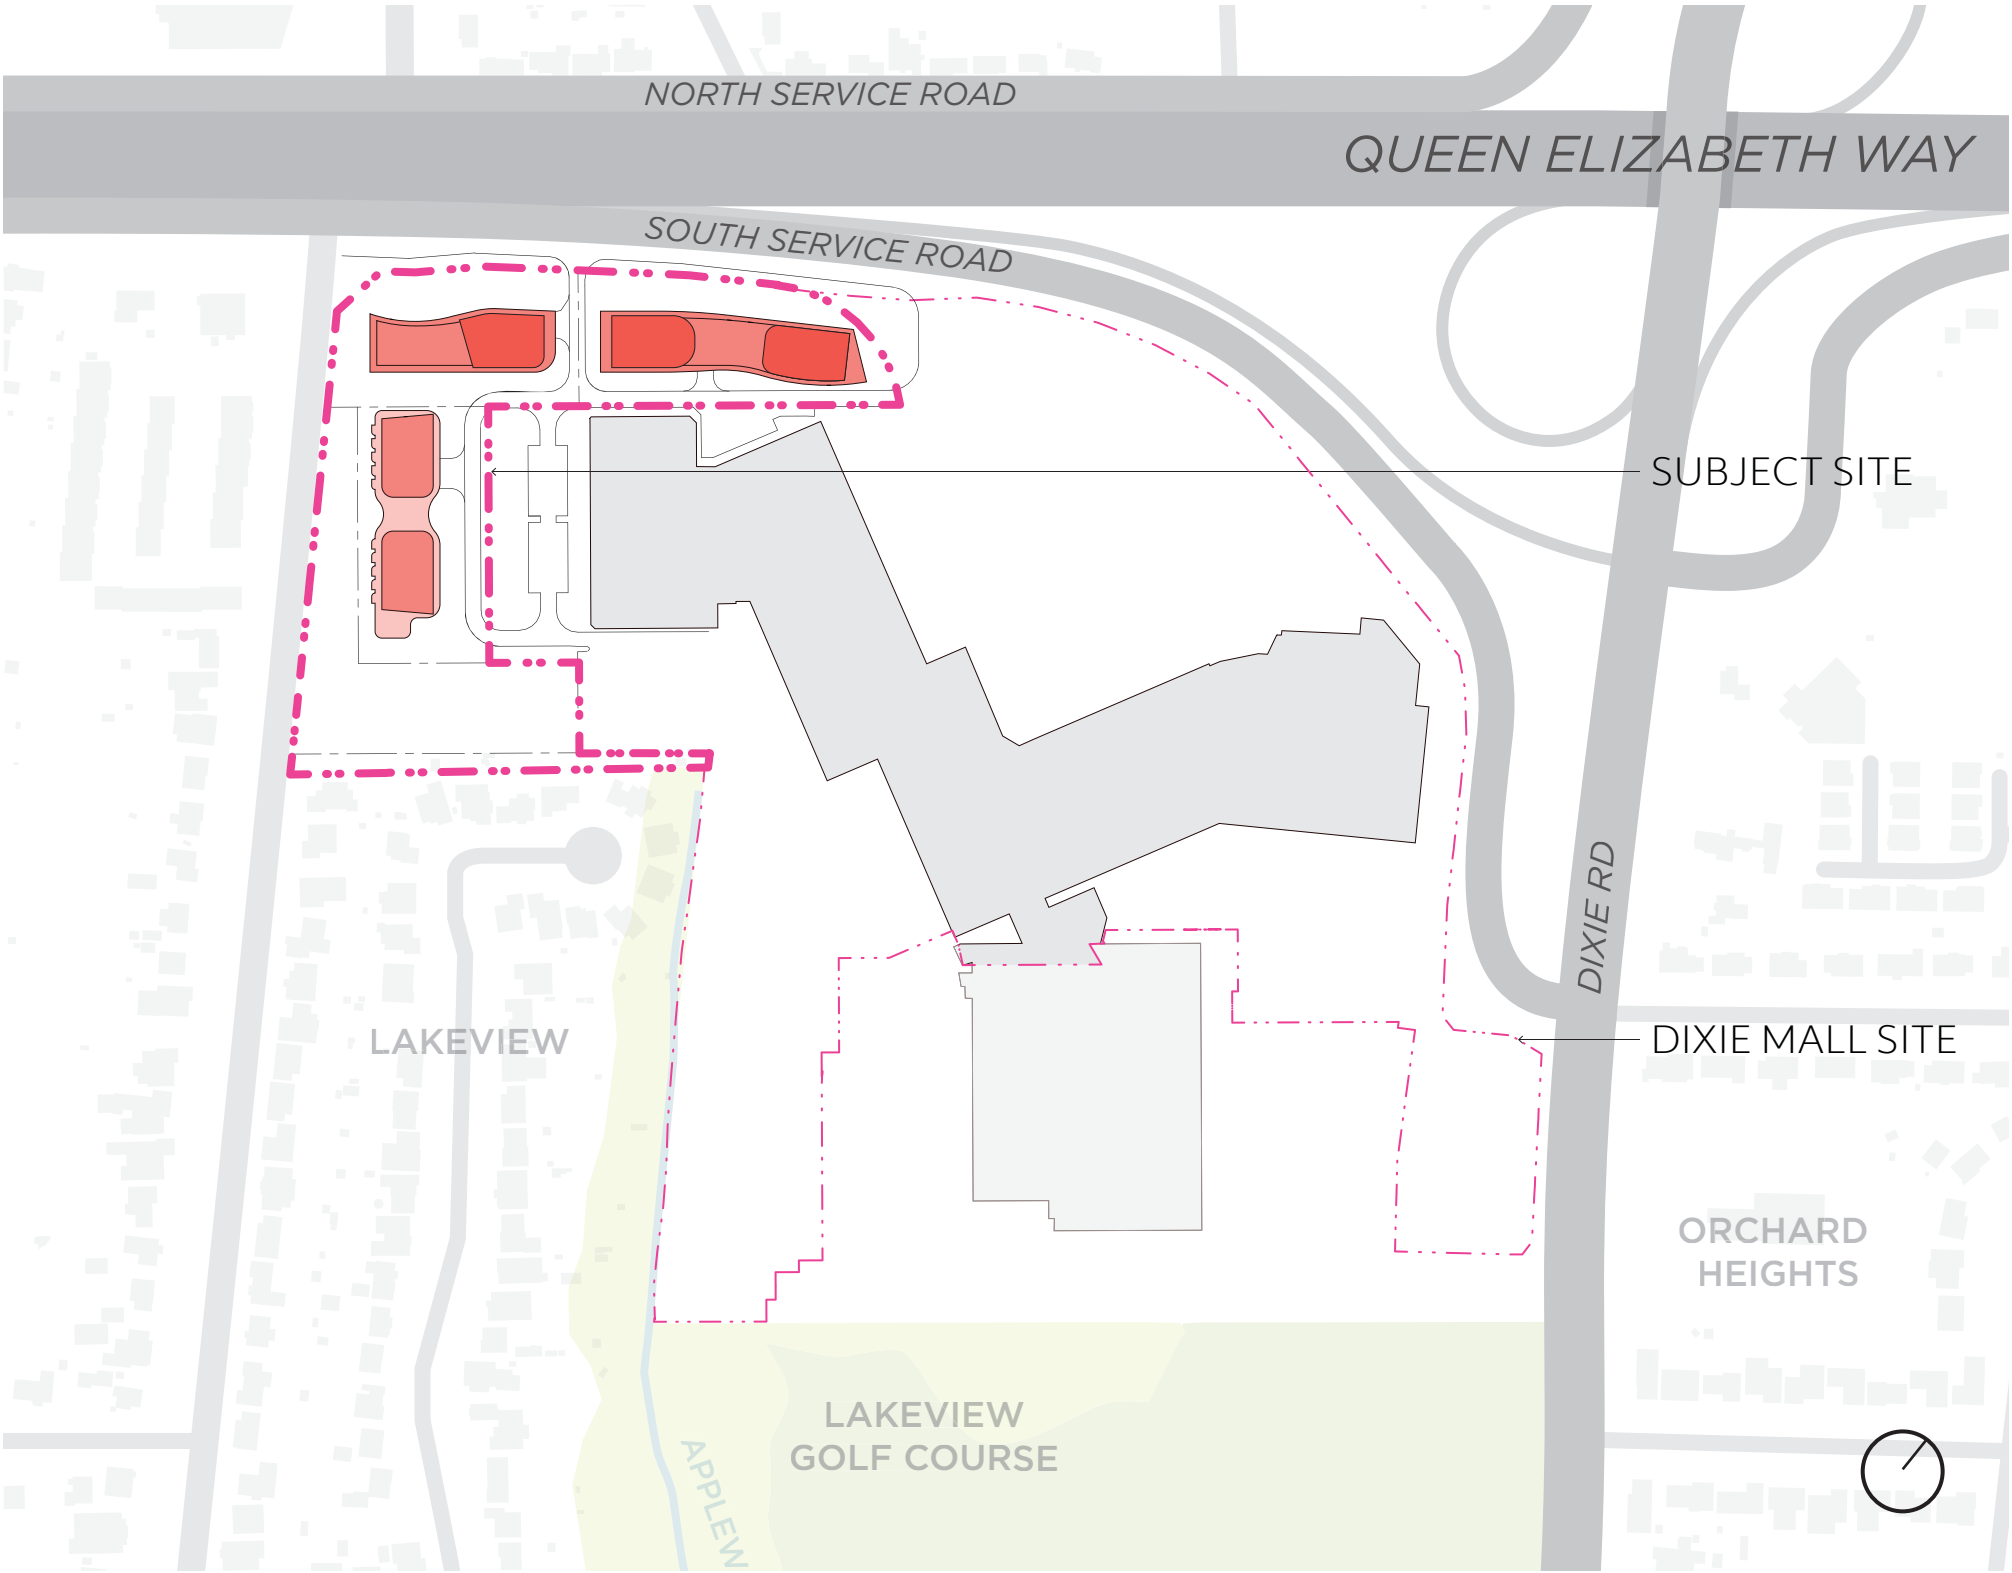 NORTH SERVICE ROAD
QUEEN ELIZABETH WAY
SOUTH SERVICE ROAD
SUBJECT SITE
DIXIE RD
LAKEVIEW
DIXIE MALL SITE
ORCHARD
HEIGHTS
LAKEVIEW
GOLF COURSE
APPLEW